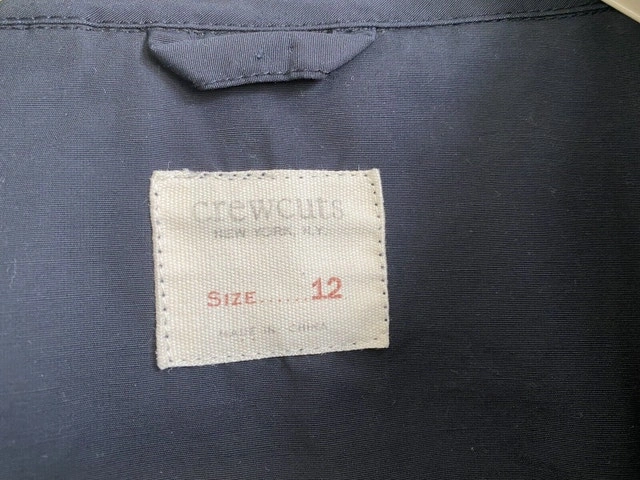 crewcuts
NEW YORK, N.Y.
SIZE......12
MADE IN CHINA